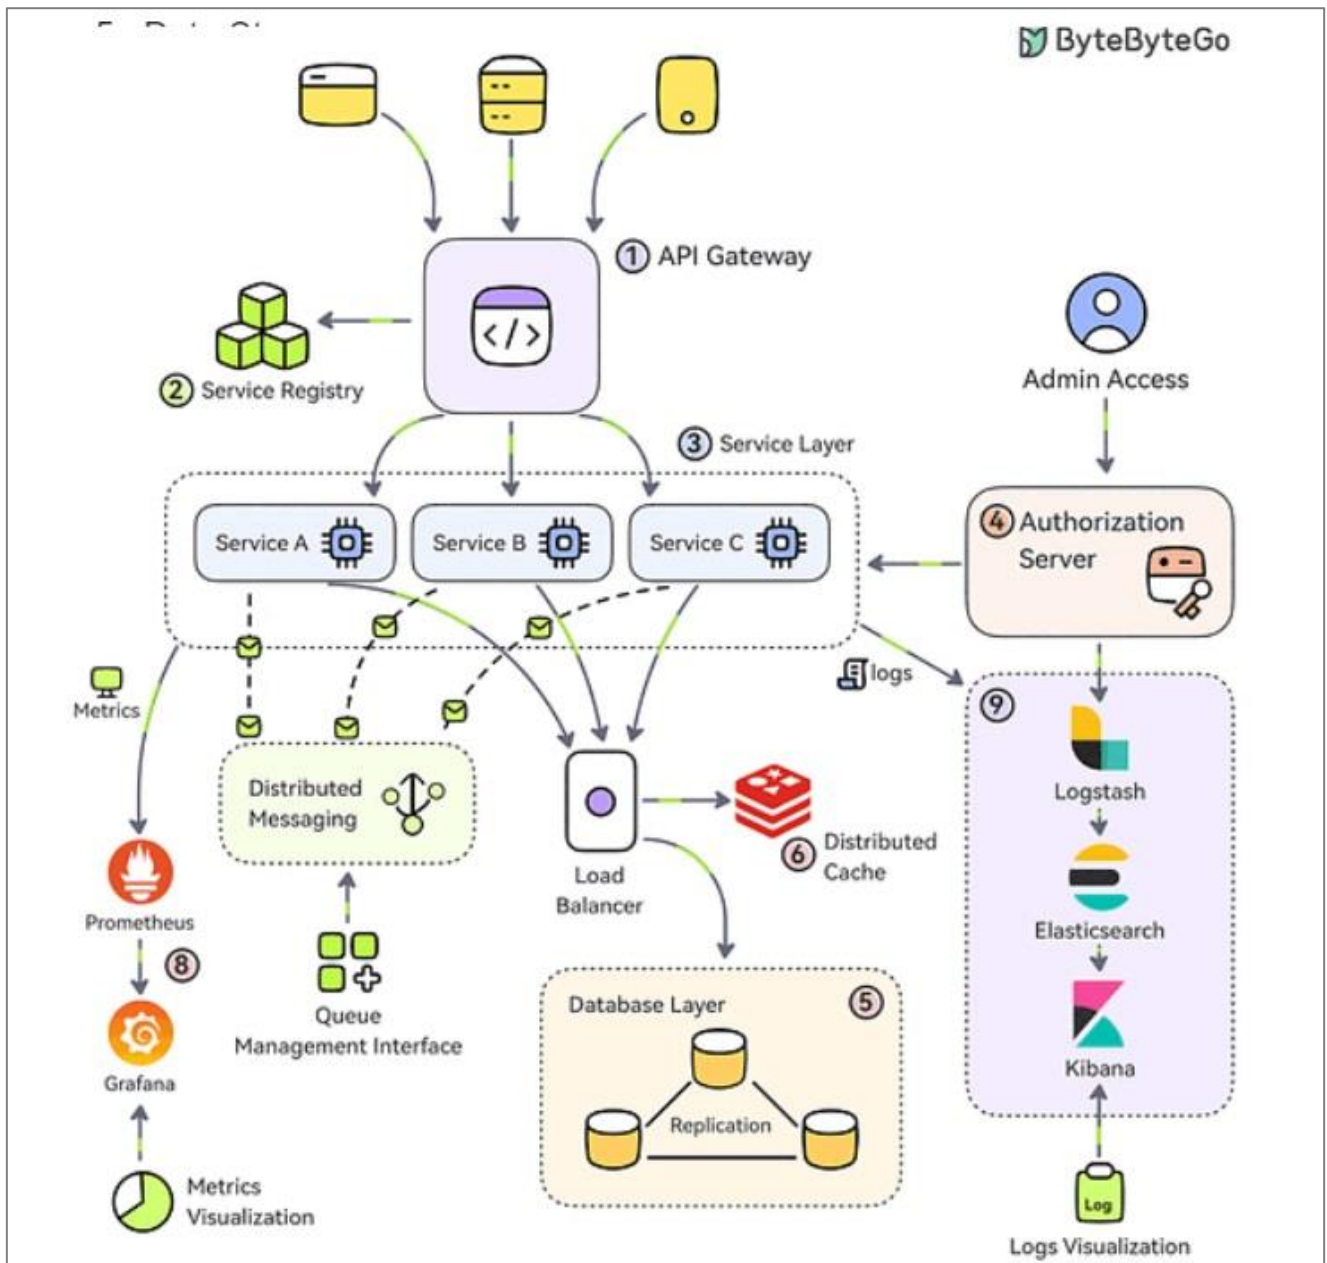 ByteByteGo
1 API Gateway
2 Service Registry
Admin Access
3 Service Layer
Service A
Service B
Service C
4 Authorization
Server
Metrics
logs
9
Logstash
Distributed
Messaging
6 Distributed
Cache
Load
Balancer
Prometheus
Elasticsearch
8
Database Layer
5
Queue
Management Interface
Grafana
Kibana
Replication
Metrics
Visualization
Log
Logs Visualization